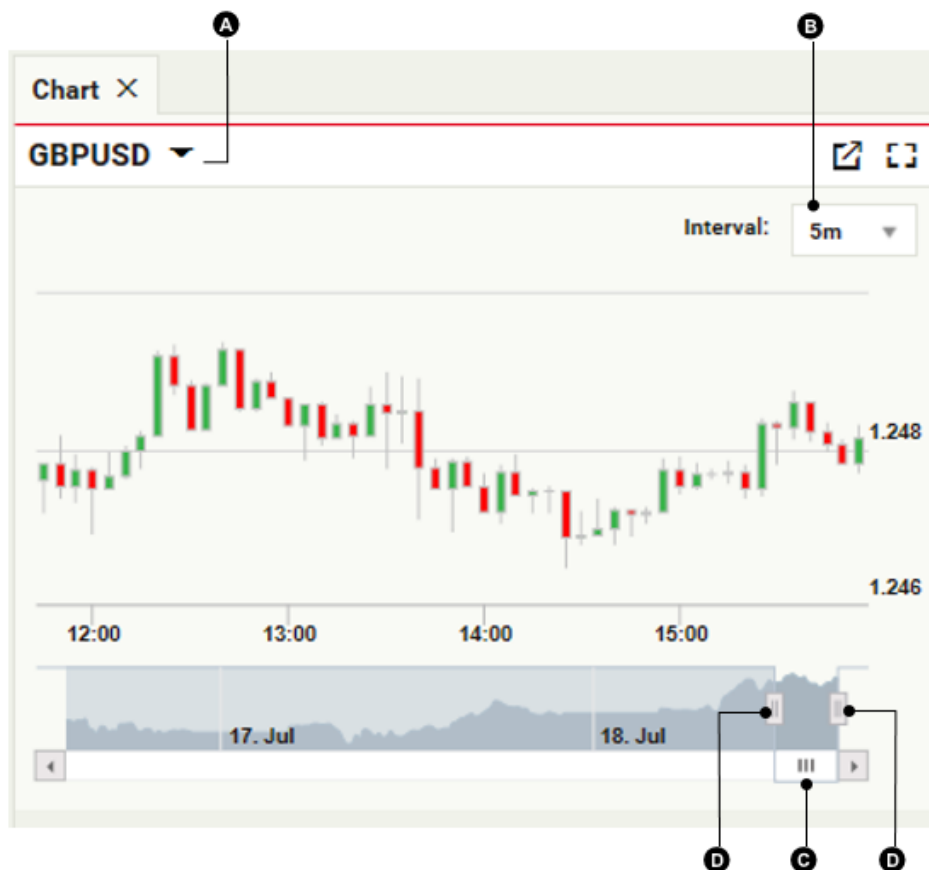 A B
Chart
GBPUSD
Interval: 5m
1.248
1.246
12:00 13:00 14:00 15:00
17. Jul 18. Jul
D C D